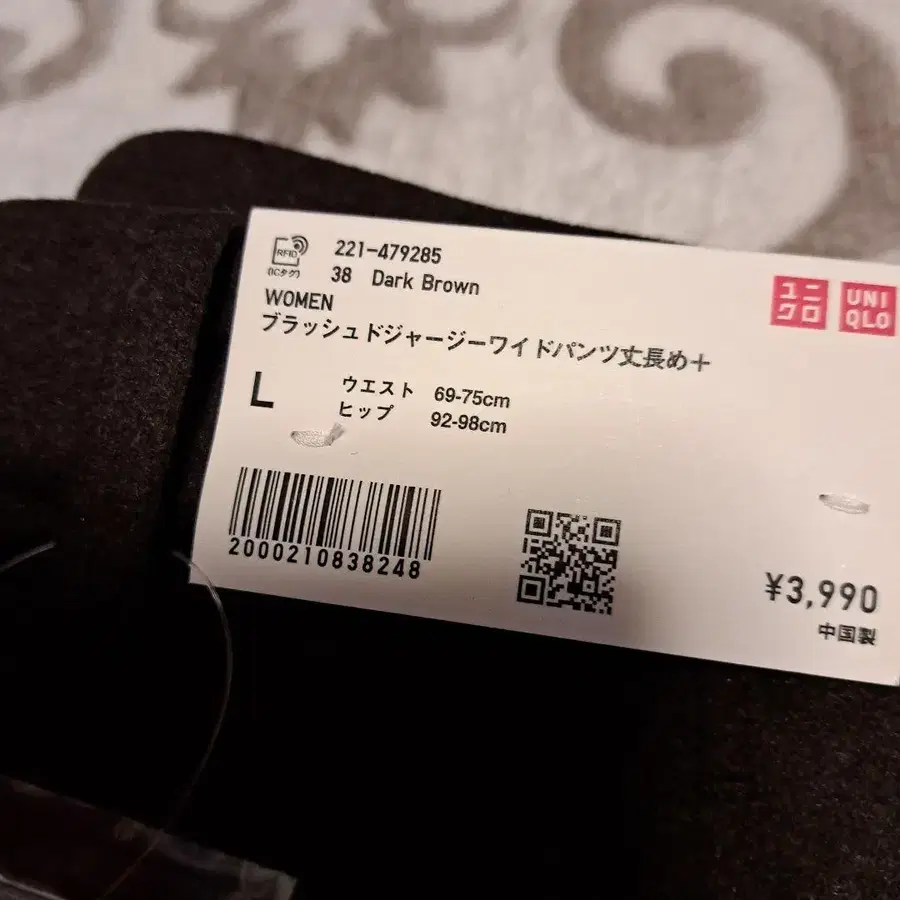 RFID
(ICタグ)
221-479285
38 Dark Brown
WOMEN
ブラッシュドジャージーワイドパンツ丈長め+
ユニ
クロ
UNI
QLO
L
ウエスト 69-75cm
ヒップ 92-98cm
2000210838248
¥3,990
中国製